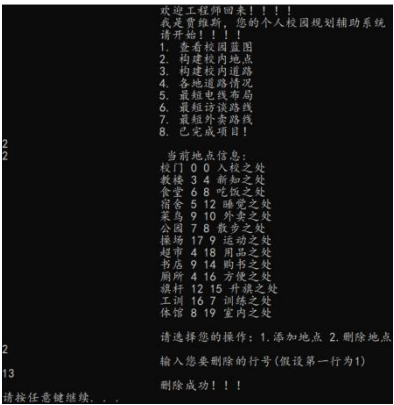 欢迎工程师回来！！！！
我是贾维斯，您的个人校园规划辅助系统
请开始！！！！
1. 查看校园蓝图
2. 构建校内地点
3. 构建校内道路
4. 各地道路情况
5. 最短电线布局
6. 最短访谈路线
7. 最短外卖路线
8. 已完成项目！
2
2
当前地点信息：
校门 0 0 入校之处
教楼 3 4 新知之处
食堂 6 8 吃饭之处
宿舍 5 12 睡觉之处
菜鸟 9 10 外卖之处
公园 7 8 散步之处
操场 17 9 运动之处
超市 4 18 用品之处
书店 9 14 购书之处
厕所 4 16 方便之处
旗杆 12 15 升旗之处
工训 16 7 训练之处
体馆 8 19 室内之处
请选择您的操作：1.添加地点 2.删除地点
2
输入您要删除的行号(假设第一行为1)
13
删除成功！！！
请按任意键继续. . .